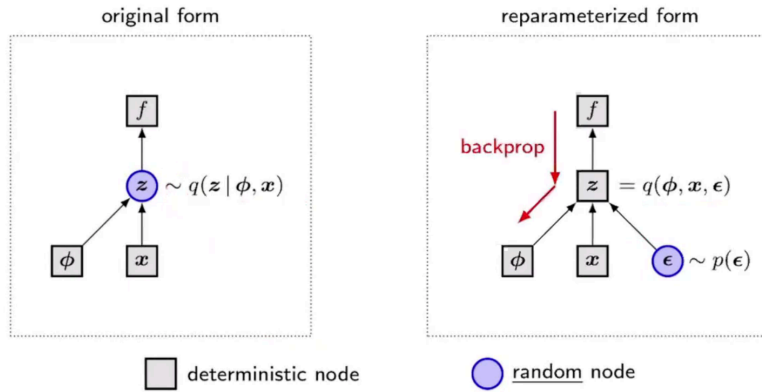 original form
f
z ∼ q(z | ϕ, x)
ϕ x
reparameterized form
f
backprop
z = q(ϕ, x, ϵ)
ϕ x ϵ ∼ p(ϵ)
deterministic node
random node